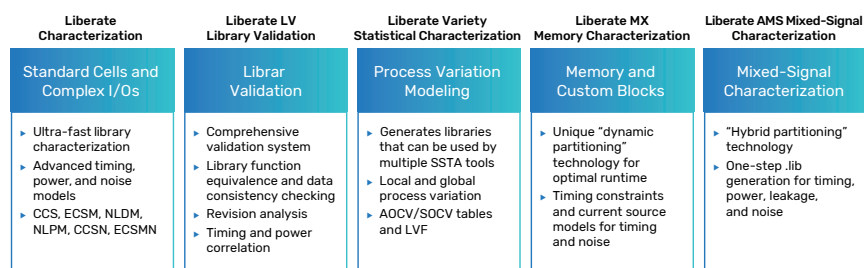 Liberate
Characterization
Standard Cells and
Complex I/Os
▸ Ultra-fast library
characterization
▸ Advanced timing,
power, and noise
models
▸ CCS, ECSM, NLDM,
NLPM, CCSN, ECSMN
Liberate LV
Library Validation
Librar
Validation
▸ Comprehensive
validation system
▸ Library function
equivalence and data
consistency checking
▸ Revision analysis
▸ Timing and power
correlation
Liberate Variety
Statistical Characterization
Process Variation
Modeling
▸ Generates libraries
that can be used by
multiple SSTA tools
▸ Local and global
process variation
▸ AOCV/SOCV tables
and LVF
Liberate MX
Memory Characterization
Memory and
Custom Blocks
▸ Unique “dynamic
partitioning”
technology for
optimal runtime
▸ Timing constraints
and current source
models for timing
and noise
Liberate AMS Mixed-Signal
Characterization
Mixed-Signal
Characterization
▸ “Hybrid partitioning”
technology
▸ One-step .lib
generation for timing,
power, leakage,
and noise